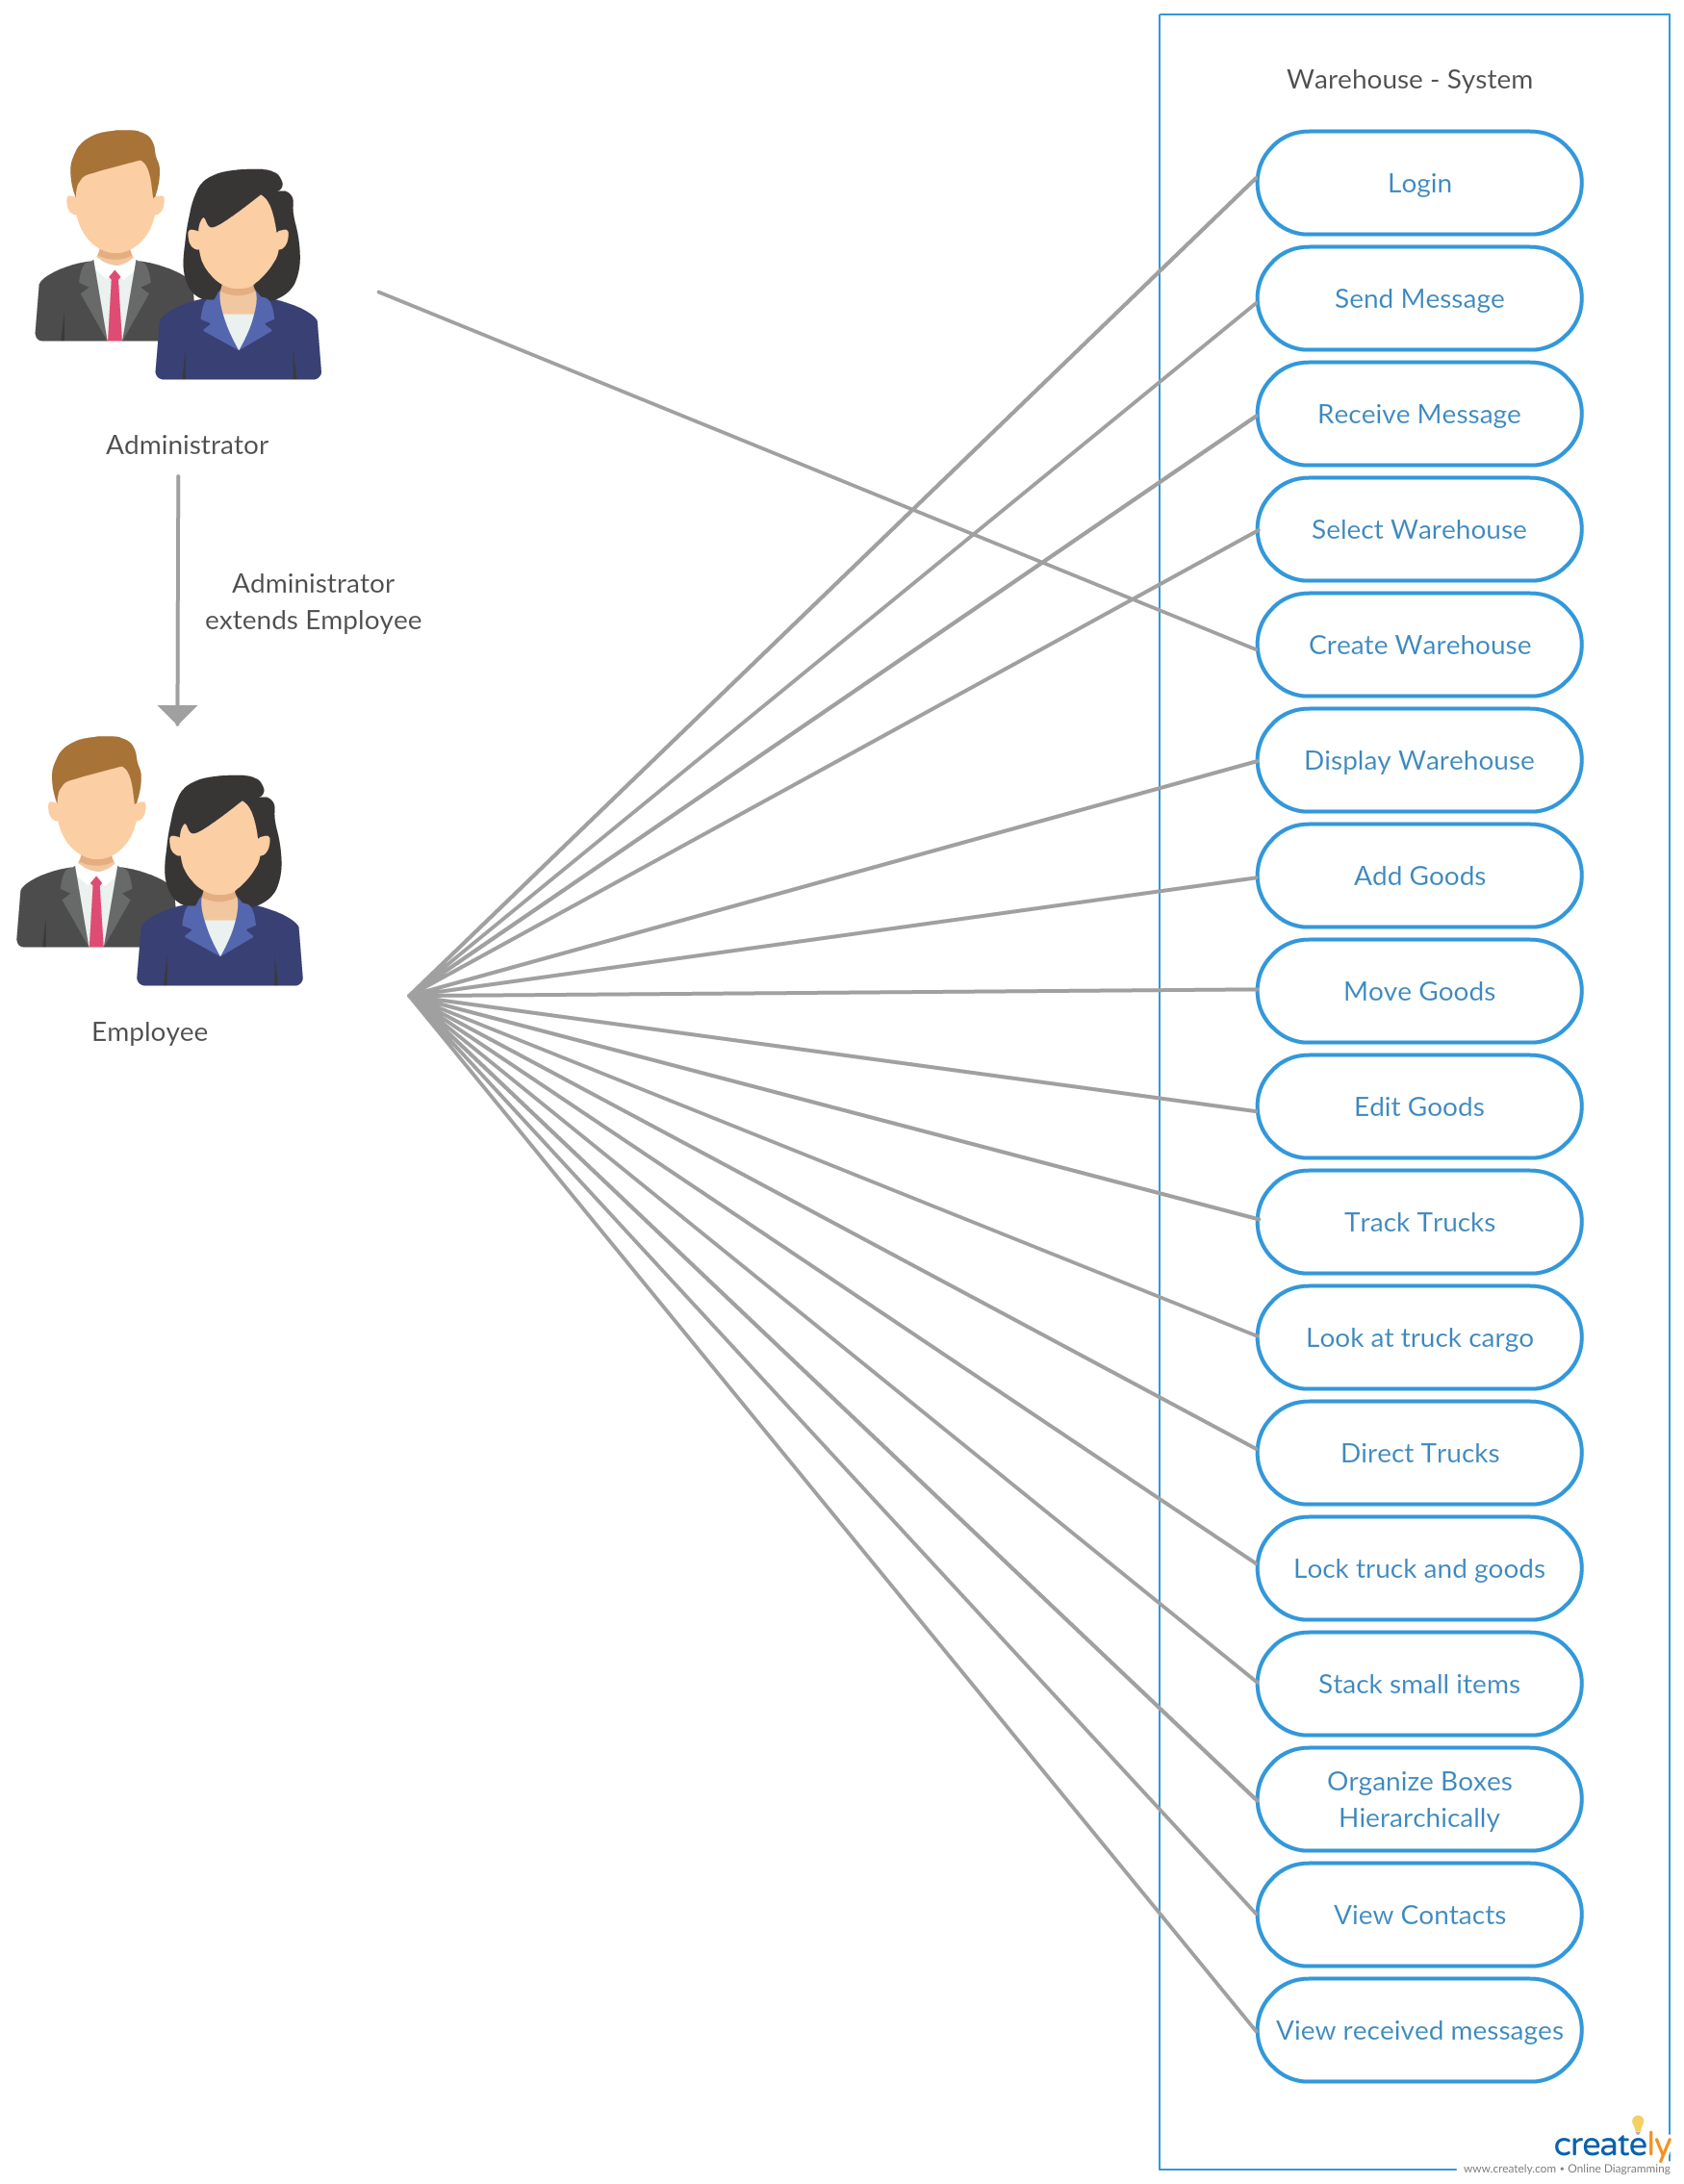 Warehouse - System
Login
Send Message
Receive Message
Select Warehouse
Create Warehouse
Display Warehouse
Add Goods
Move Goods
Edit Goods
Track Trucks
Look at truck cargo
Direct Trucks
Lock truck and goods
Stack small items
Organize Boxes
Hierarchically
View Contacts
View received messages
Administrator
Administrator
extends Employee
Employee
creately
www.creately.com • Online Diagramming